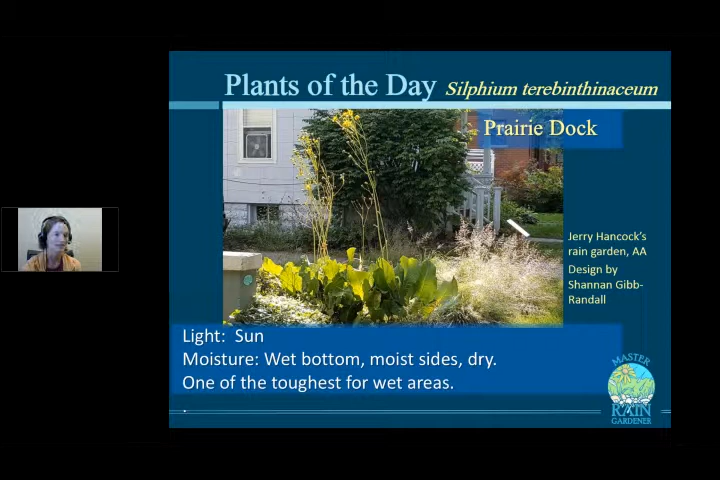 Plants of the Day Silphium terebinthinaceum
Prairie Dock
Jerry Hancock's
rain garden, AA
Design by
Shannan Gibb-
Randall
Light: Sun
Moisture: Wet bottom, moist sides, dry.
One of the toughest for wet areas.
.
MASTER
RAIN
GARDENER